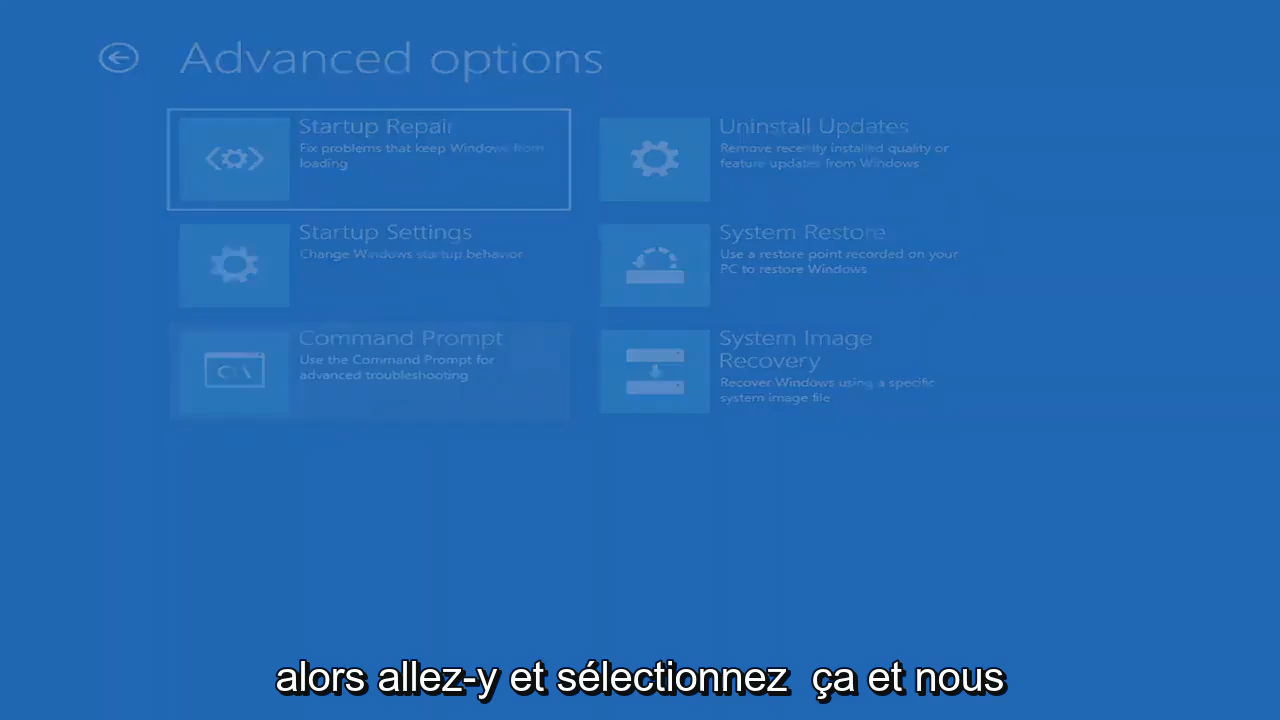 Advanced options
Startup Repair
Fix problems that keep Windows from
loading
Uninstall Updates
Remove recently installed quality or
feature updates from Windows
Startup Settings
Change Windows startup behavior
System Restore
Use a restore point recorded on your
PC to restore Windows
Command Prompt
Use the Command Prompt for
advanced troubleshooting
System Image
Recovery
Recover Windows using a specific
system image file
C:\
alors allez-y et sélectionnez ça et nous